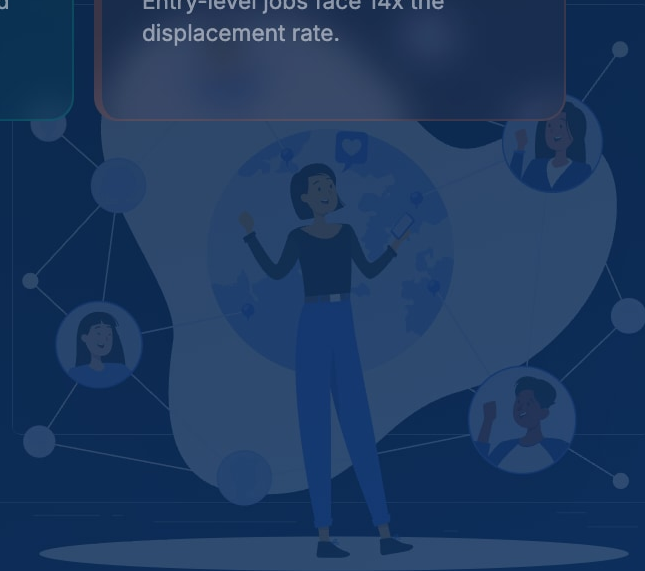 d
Entry-level jobs face 14x the
displacement rate.